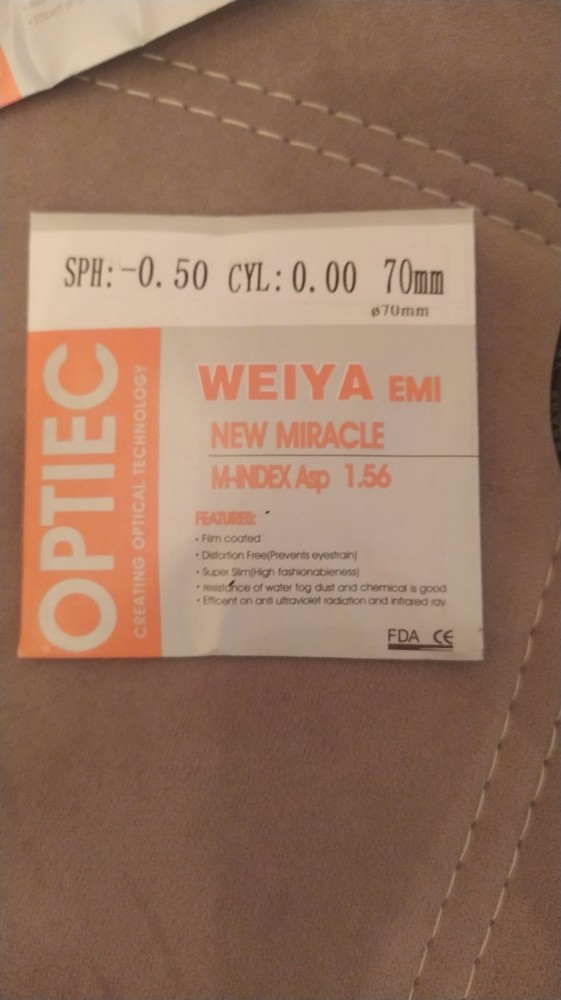 SPH:-0.50 CYL:0.00 70mm
ø70mm
OPTIEC
CREATING OPTICAL TECHNOLOGY
WEIYA EMI
NEW MIRACLE
M-INDEX Asp 1.56
FEATURES:
• Film coated
• Distortion Free(Prevents eyestrain)
• Super Slim(High fashionableness)
• resistance of water fog dust and chemical is good
• Efficent on anti ultraviolet radiation and infrared ray
FDA CE